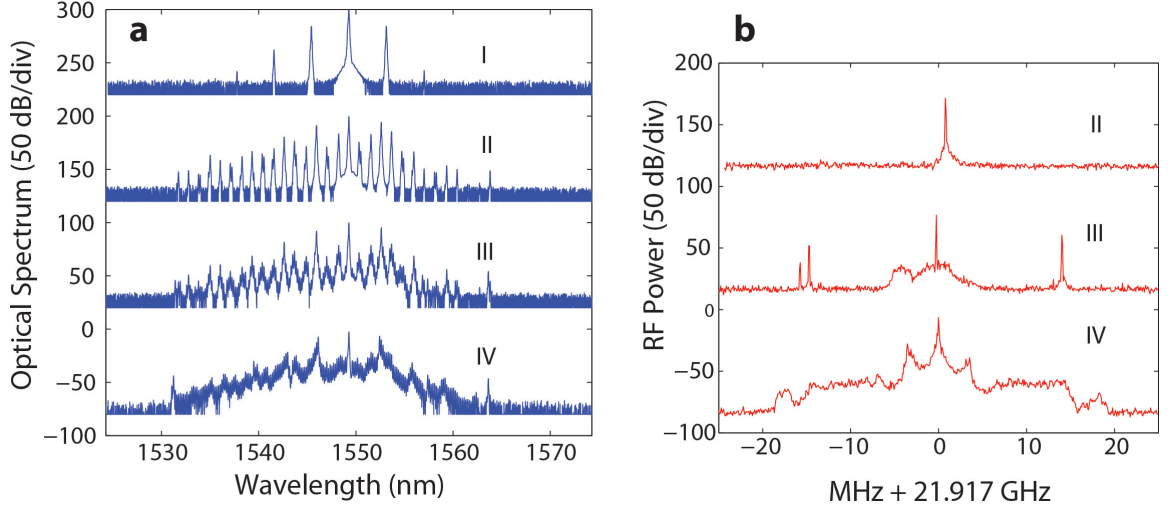 a
Optical Spectrum (50 dB/div)
300
250
200
150
100
50
0
−50
−100
I
II
III
IV
1530
1540
1550
1560
1570
Wavelength (nm)
b
RF Power (50 dB/div)
200
150
100
50
0
−50
−100
II
III
IV
−20
−10
0
10
20
MHz + 21.917 GHz